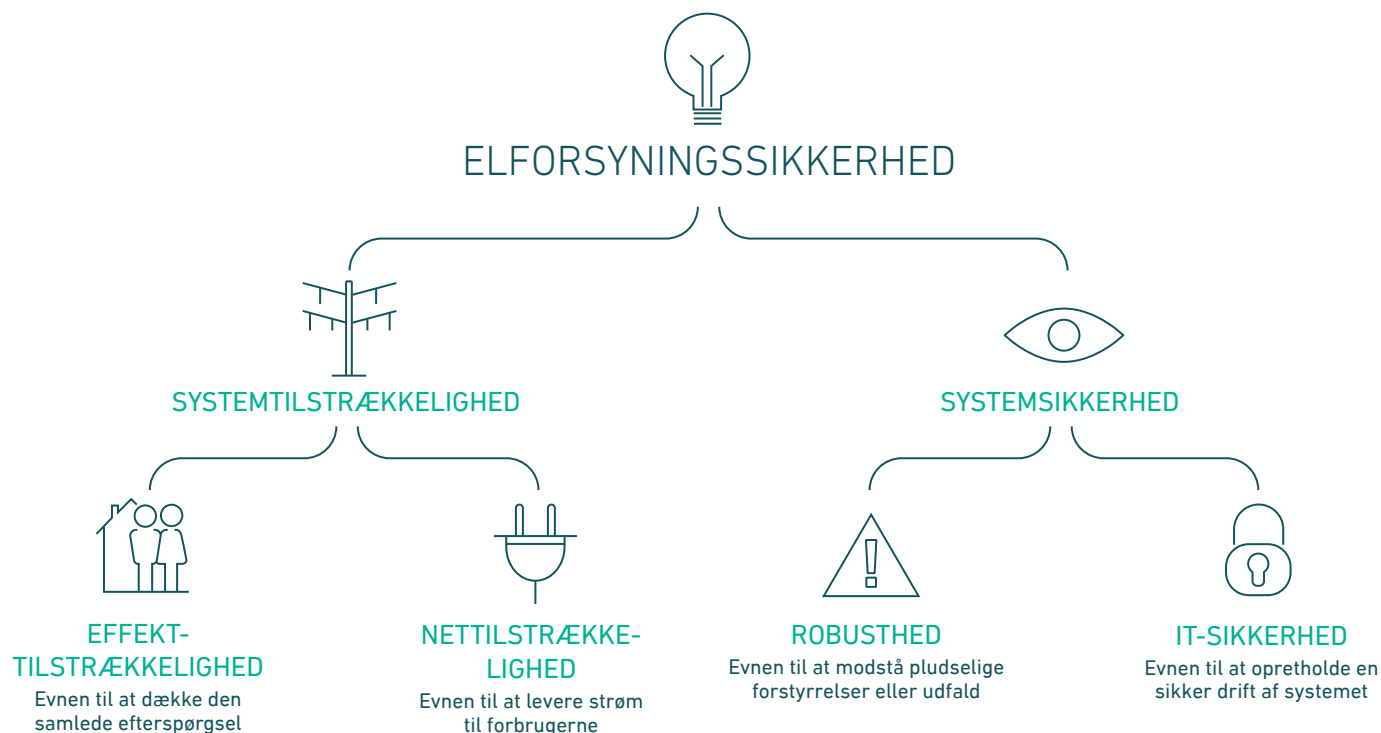 ELFORSYNINGSSIKKERHED
SYSTEMTILSTRÆKKELIGHED
SYSTEMSIKKERHED
EFFEKT-
TILSTRÆKKELIGHED
Evnen til at dække den
samlede efterspørgsel
NETTILSTRÆKKE-
LIGHED
Evnen til at levere strøm
til forbrugerne
ROBUSTHED
Evnen til at modstå pludselige
forstyrrelser eller udfald
IT-SIKKERHED
Evnen til at opretholde en
sikker drift af systemet